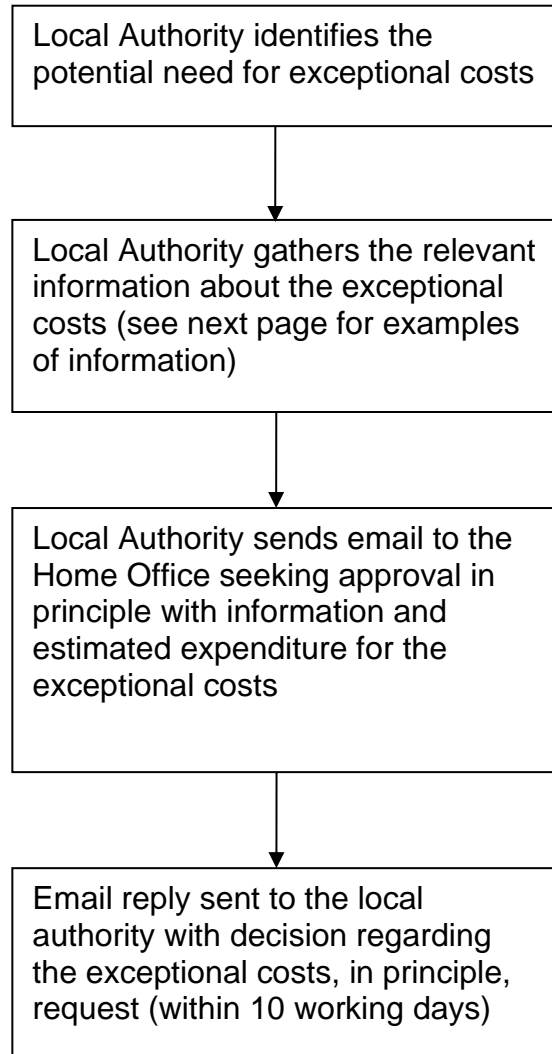 Local Authority identifies the
potential need for exceptional costs
Local Authority gathers the relevant
information about the exceptional
costs (see next page for examples
of information)
Local Authority sends email to the
Home Office seeking approval in
principle with information and
estimated expenditure for the
exceptional costs
Email reply sent to the local
authority with decision regarding
the exceptional costs, in principle,
request (within 10 working days)